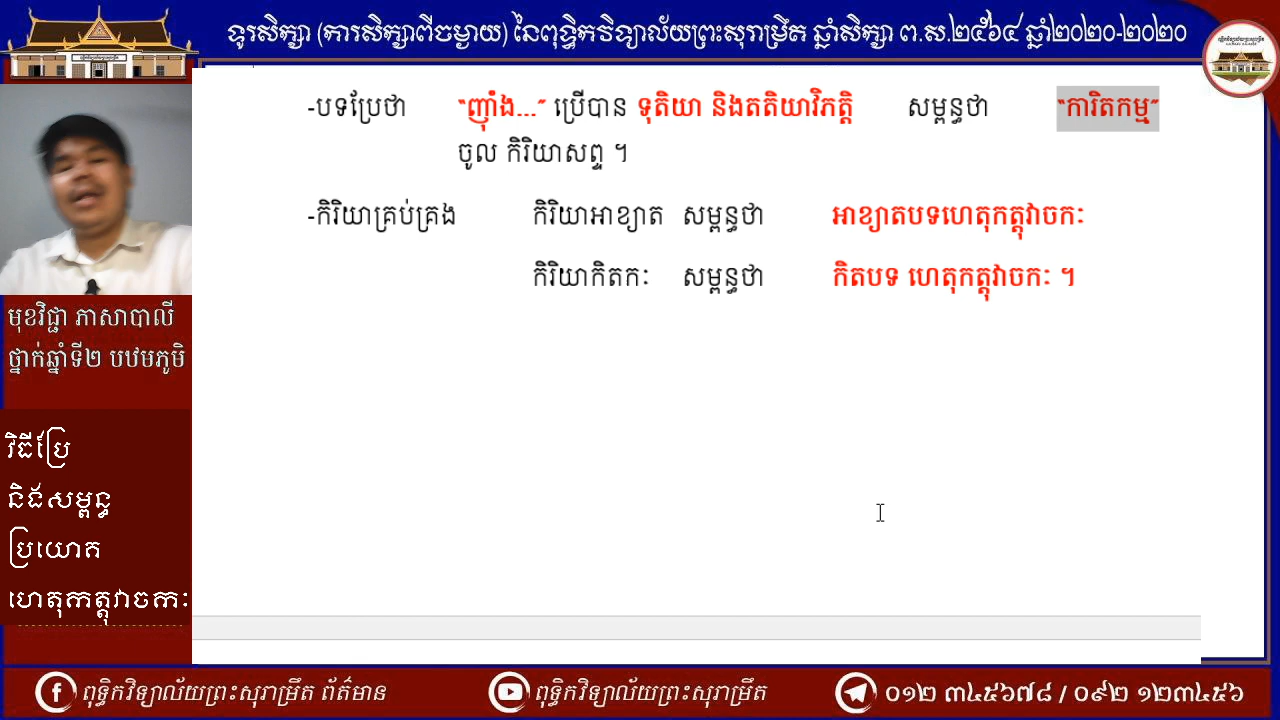 ទូរសិក្សា (ការសិក្សាពីចម្ងាយ) នៃពុទ្ធិកវិទ្យាល័យព្រះសុរាម្រឹត ឆ្នាំសិក្សា ព.ស.២៥៦៤ ឆ្នាំ២០២០-២០២០
-បទប្រែថា "ញ៉ាំង..." ប្រើបាន ទុតិយា និងតតិយាវិភត្តិ សម្ពន្ធថា "ការិតកម្ម"
ចូល កិរិយាសព្ទ ។
-កិរិយាគ្រប់គ្រង កិរិយាអាខ្យាត សម្ពន្ធថា អាខ្យាតបទហេតុកត្តុវាចកៈ
កិរិយាកិតកៈ សម្ពន្ធថា កិតបទ ហេតុកត្តុវាចកៈ ។
មុខវិជ្ជា ភាសាបាលី
ថ្នាក់ឆ្នាំទី២ បឋមភូមិ
វិធីប្រែ
និងសម្ពន្ធ
ប្រយោគ
ហេតុកត្តុវាចកៈ
ពុទ្ធិកវិទ្យាល័យព្រះសុរាម្រឹត ព័ត៌មាន
ពុទ្ធិកវិទ្យាល័យព្រះសុរាម្រឹត
០១២ ៣៤៥៦៧៨ / ០៩២ ១២៣៤៥៦